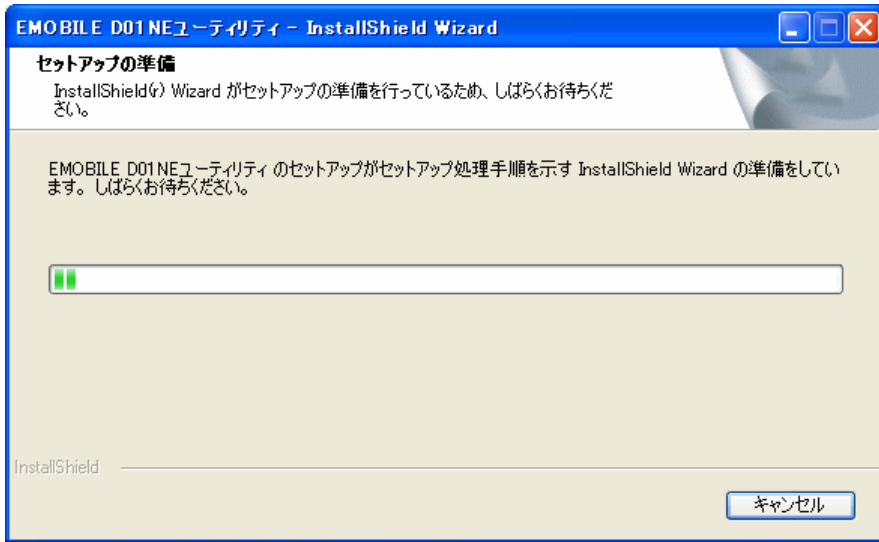 EMOBILE D01NEユーティリティ - InstallShield Wizard
セットアップの準備
InstallShield(r) Wizard がセットアップの準備を行っているため、しばらくお待ちくだ
さい。
EMOBILE D01NEユーティリティ のセットアップがセットアップ処理手順を示す InstallShield Wizard の準備をしてい
ます。しばらくお待ちください。
InstallShield
キャンセル